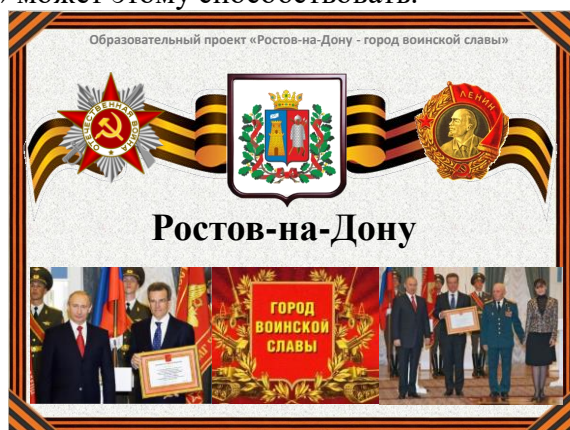 может этому способствовать.
Образовательный проект «Ростов-на-Дону - город воинской славы»
ОТЕЧЕСТВЕННАЯ ВОЙНА
ЛЕНИН
Ростов-на-Дону
ГОРОД
ВОИНСКОЙ
СЛАВЫ